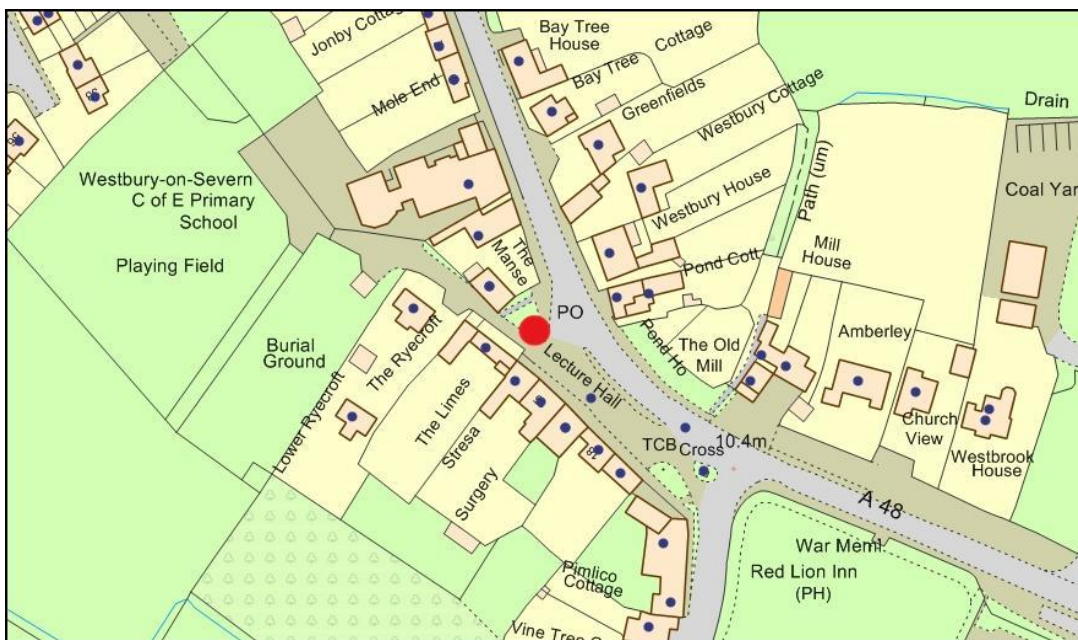 Jonby Cottag
Bay Tree
House
Cottage
Bay Tree
Mole End
Greenfields
Westbury Cottage
Drain
Westbury-on-Severn
C of E Primary
School
Playing Field
Westbury House
Path (um)
Coal Yar
The
Manse
Mill
House
Pond Cott
PO
Burial
Ground
The Ryecroft
Lecture Hall
Pond Ho
The Old
Mill
Amberley
Lower Ryecroft
The Limes
Stresa
Surgery
TCB
Cross
10.4m
Church
View
Westbrook
House
A 48
War Meml
Red Lion Inn
(PH)
Pimlico
Cottage
Vine Tree C